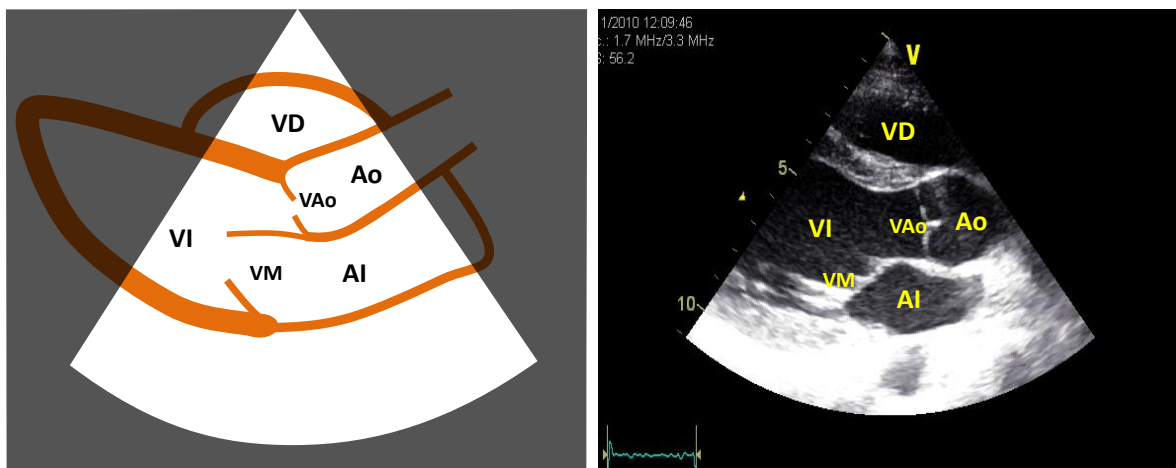 VD
Ao
VAo
VI
VM
AI
1/2010 12:09:46
c.: 1.7 MHz/3.3 MHz
S: 56.2
V
VD
5
VI
VAo
Ao
VM
AI
10